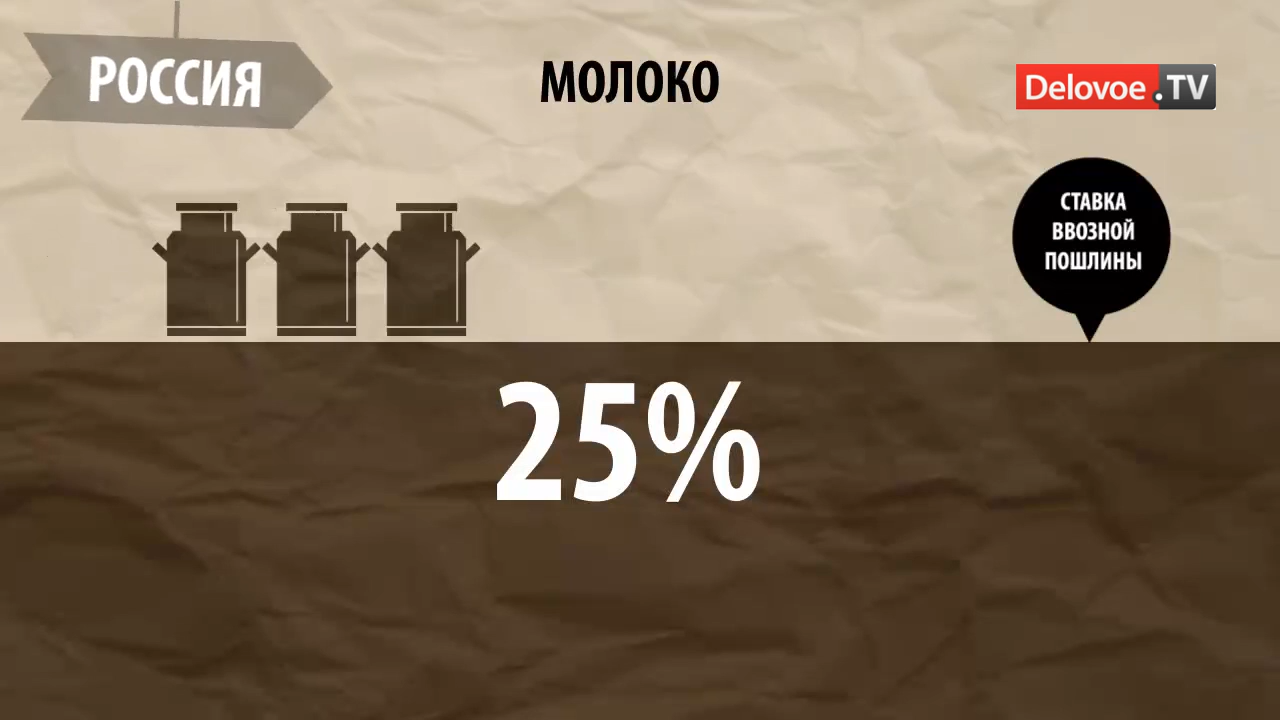 РОССИЯ
МОЛОКО
Delovoe.TV
СТАВКА
ВВОЗНОЙ
ПОШЛИНЫ
25%